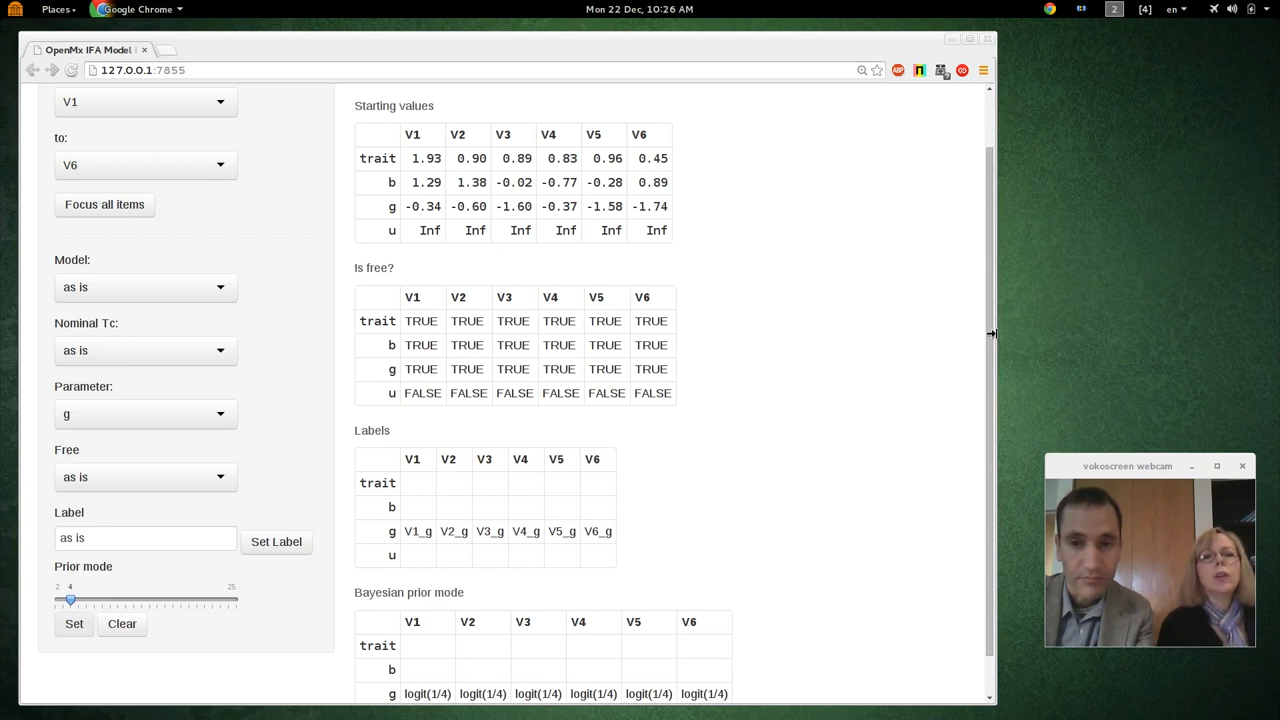 Places Google Chrome Mon 22 Dec, 10:26 AM 2 [4] en
OpenMx IFA Model
127.0.0.1:7855
ABP
V1
to:
V6
Focus all items
Model:
as is
Nominal Tc:
as is
Parameter:
g
Free
as is
Label
as is Set Label
Prior mode
2 4 25
Set Clear
Starting values
V1 V2 V3 V4 V5 V6
trait 1.93 0.90 0.89 0.83 0.96 0.45
b 1.29 1.38 -0.02 -0.77 -0.28 0.89
g -0.34 -0.60 -1.60 -0.37 -1.58 -1.74
u Inf Inf Inf Inf Inf Inf
Is free?
V1 V2 V3 V4 V5 V6
trait TRUE TRUE TRUE TRUE TRUE TRUE
b TRUE TRUE TRUE TRUE TRUE TRUE
g TRUE TRUE TRUE TRUE TRUE TRUE
u FALSE FALSE FALSE FALSE FALSE FALSE
Labels
V1 V2 V3 V4 V5 V6
trait
b
g V1_g V2_g V3_g V4_g V5_g V6_g
u
Bayesian prior mode
V1 V2 V3 V4 V5 V6
trait
b
g logit(1/4) logit(1/4) logit(1/4) logit(1/4) logit(1/4) logit(1/4)
vokoscreen webcam